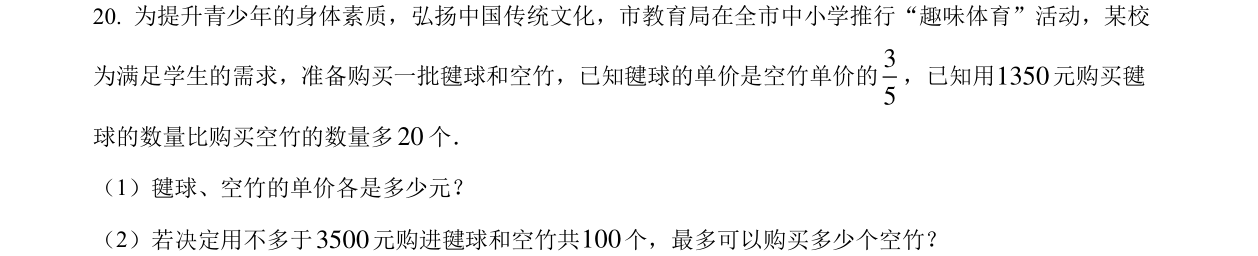 20. 为提升青少年的身体素质，弘扬中国传统文化，市教育局在全市中小学推行“趣味体育”活动，某校
为满足学生的需求，准备购买一批毽球和空竹，已知毽球的单价是空竹单价的3/5，已知用1350元购买毽
球的数量比购买空竹的数量多20个．
（1）毽球、空竹的单价各是多少元？
（2）若决定用不多于3500元购进毽球和空竹共100个，最多可以购买多少个空竹？